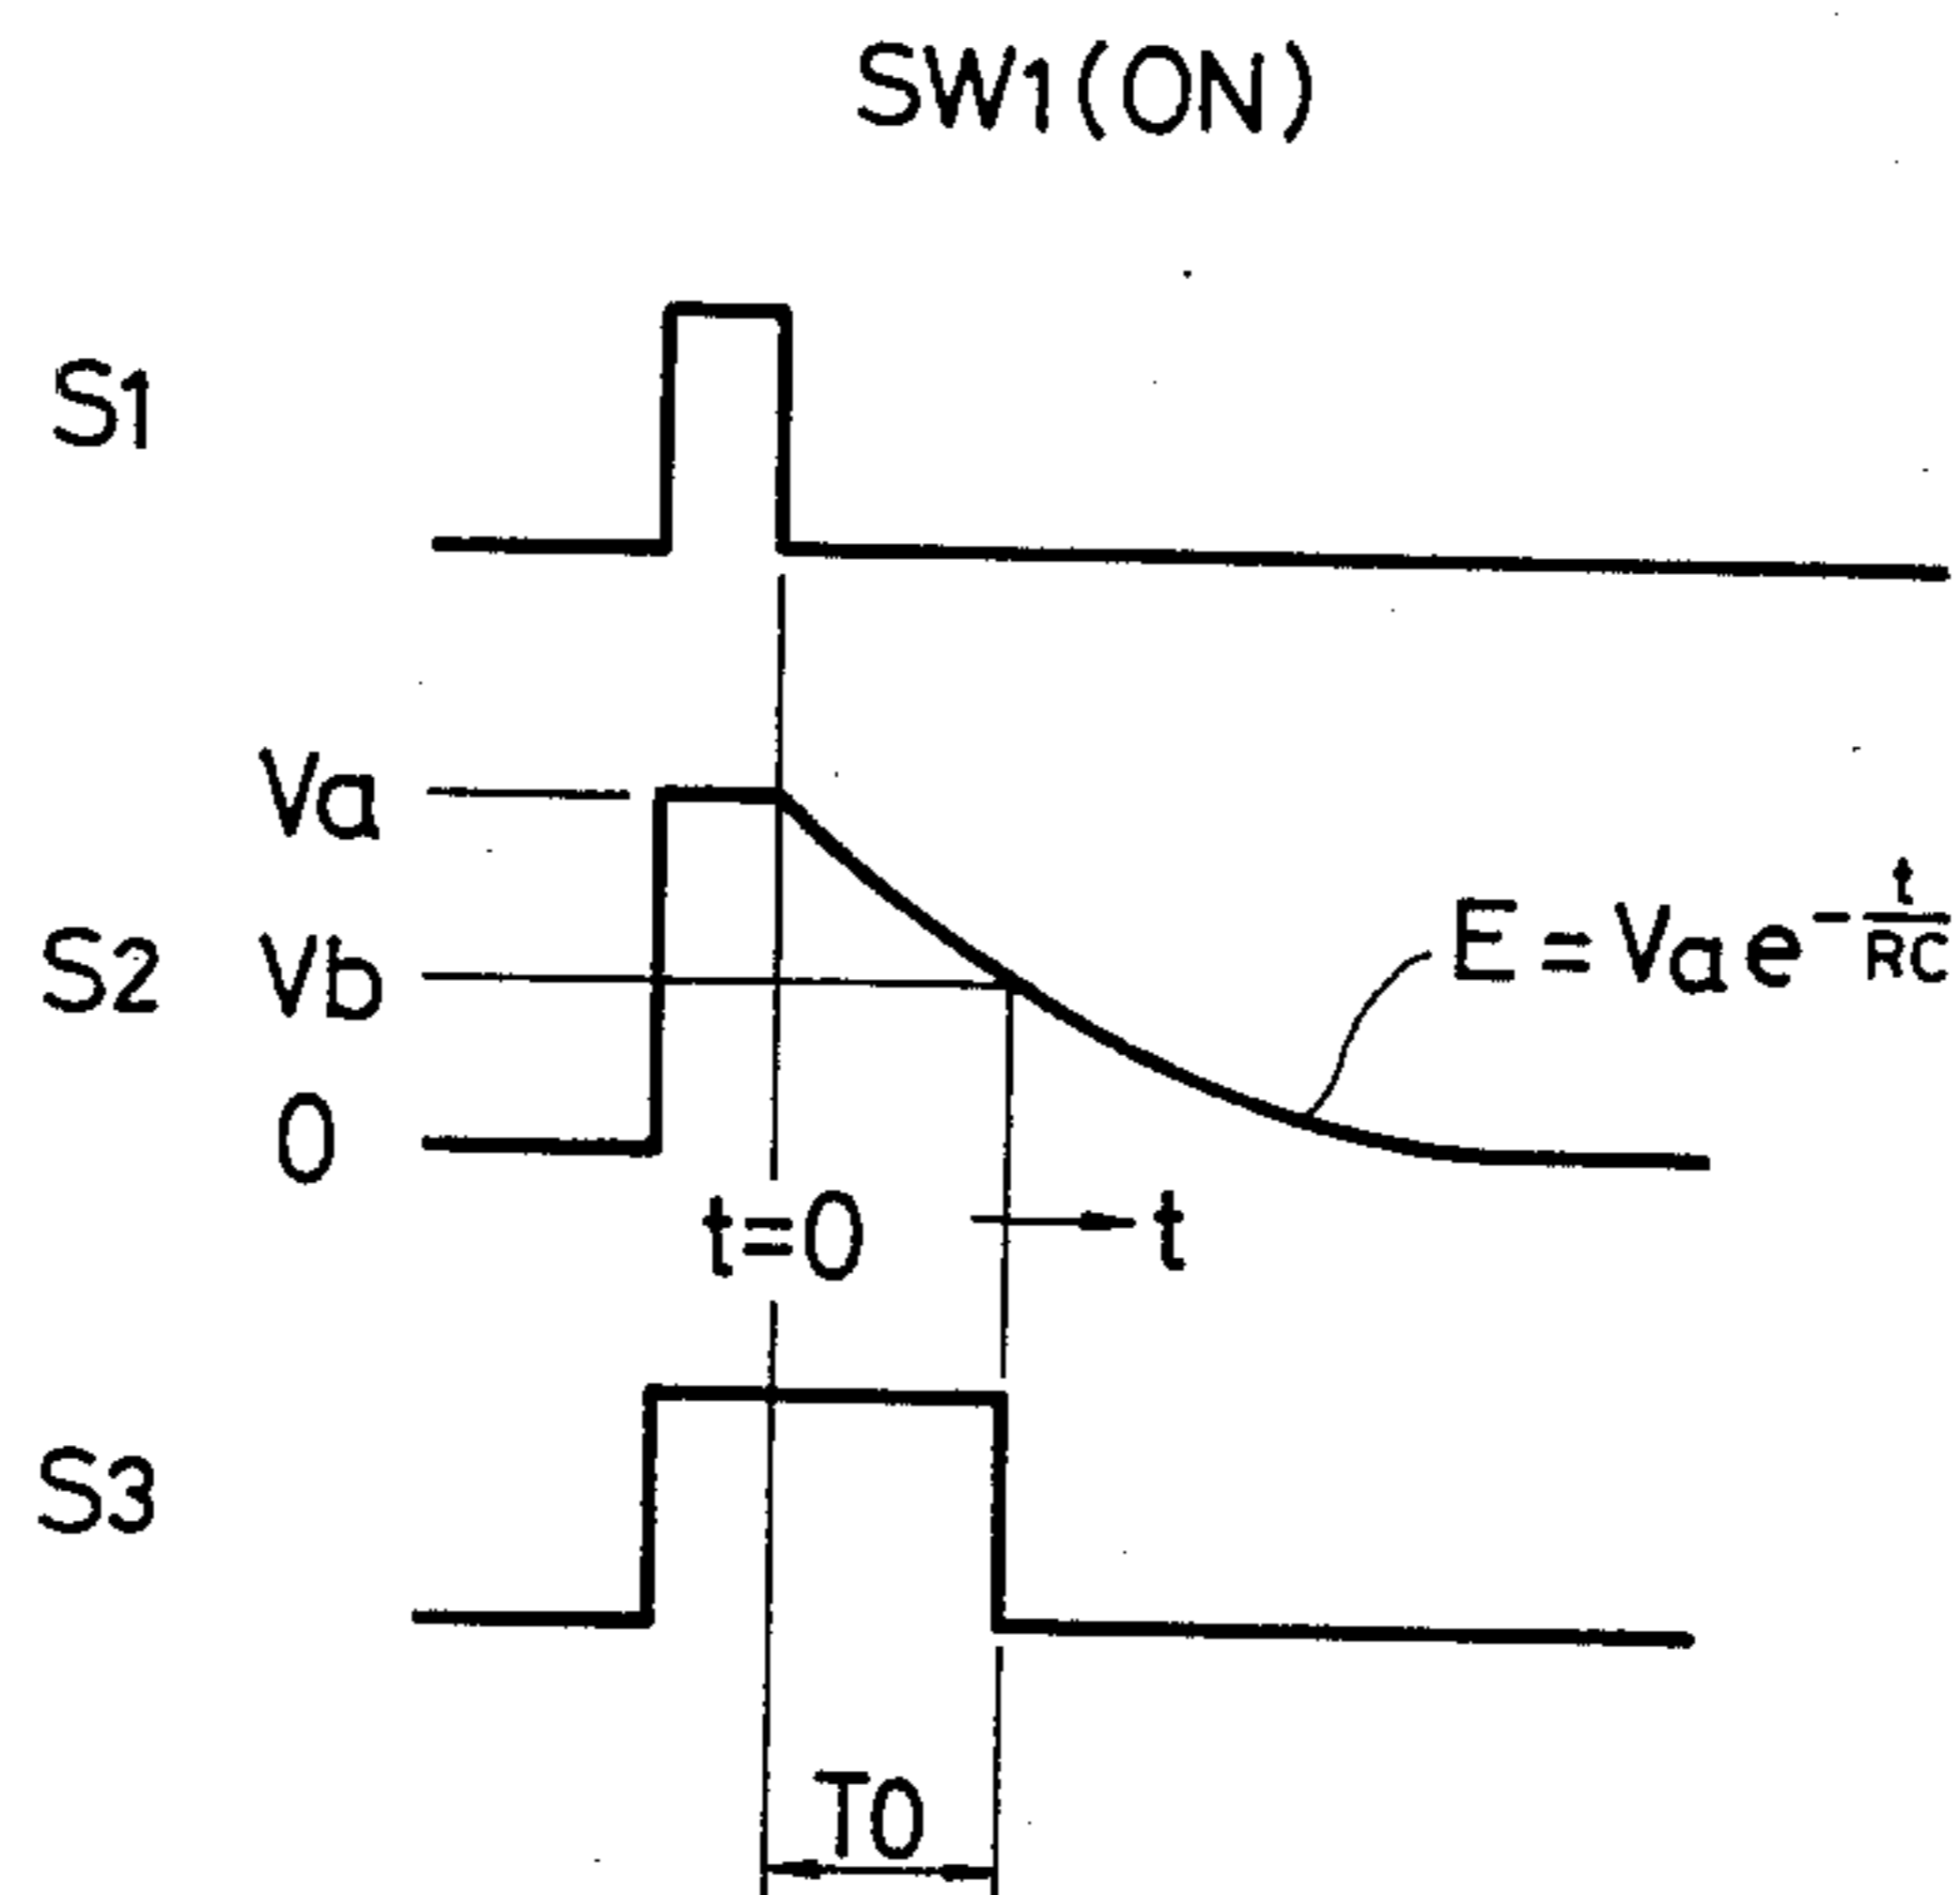 SW1(ON)
S1
Va
S2 Vb
E=Vae^-t/RC
0
t=0
t
S3
T0